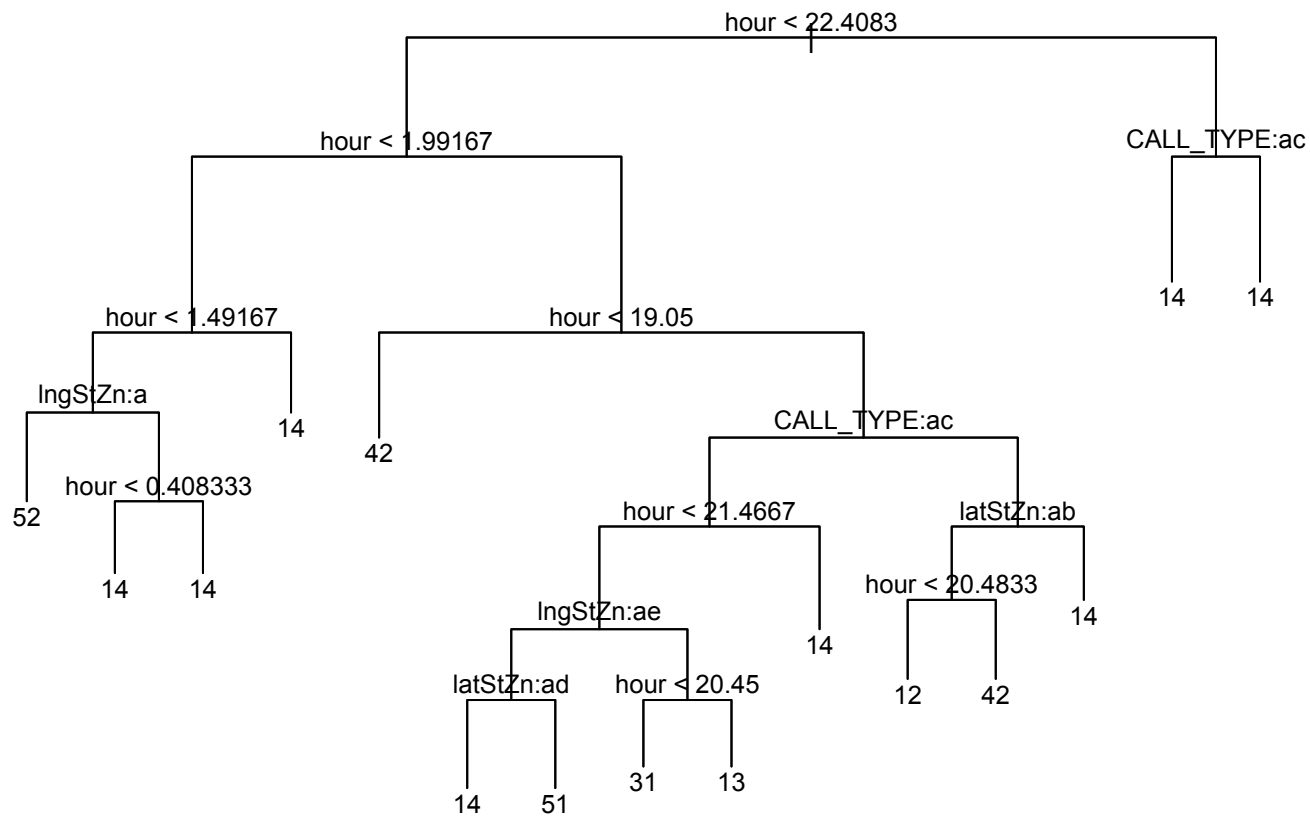 hour < 22.4083
hour < 1.99167
CALL_TYPE:ac
14 14
hour < 1.49167
hour < 19.05
lngStZn:a
14
42
CALL_TYPE:ac
52
hour < 0.408333
14 14
hour < 21.4667
latStZn:ab
lngStZn:ae
14
hour < 20.4833
14
12 42
latStZn:ad
hour < 20.45
14 51
31 13